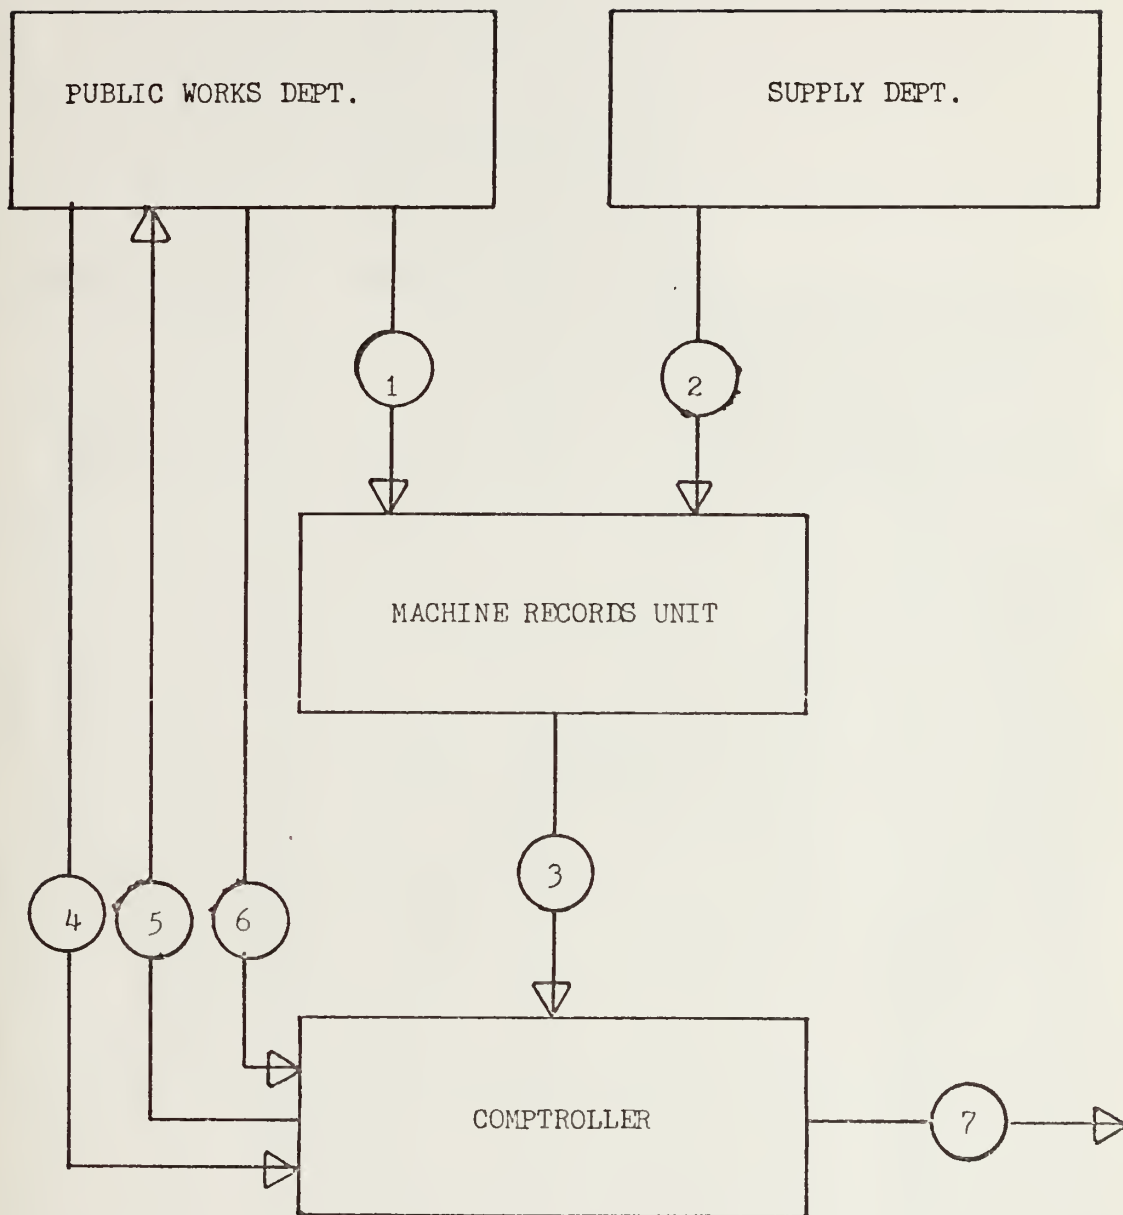 PUBLIC WORKS DEPT.
SUPPLY DEPT.
1
2
MACHINE RECORDS UNIT
3
4
5
6
COMPTROLLER
7